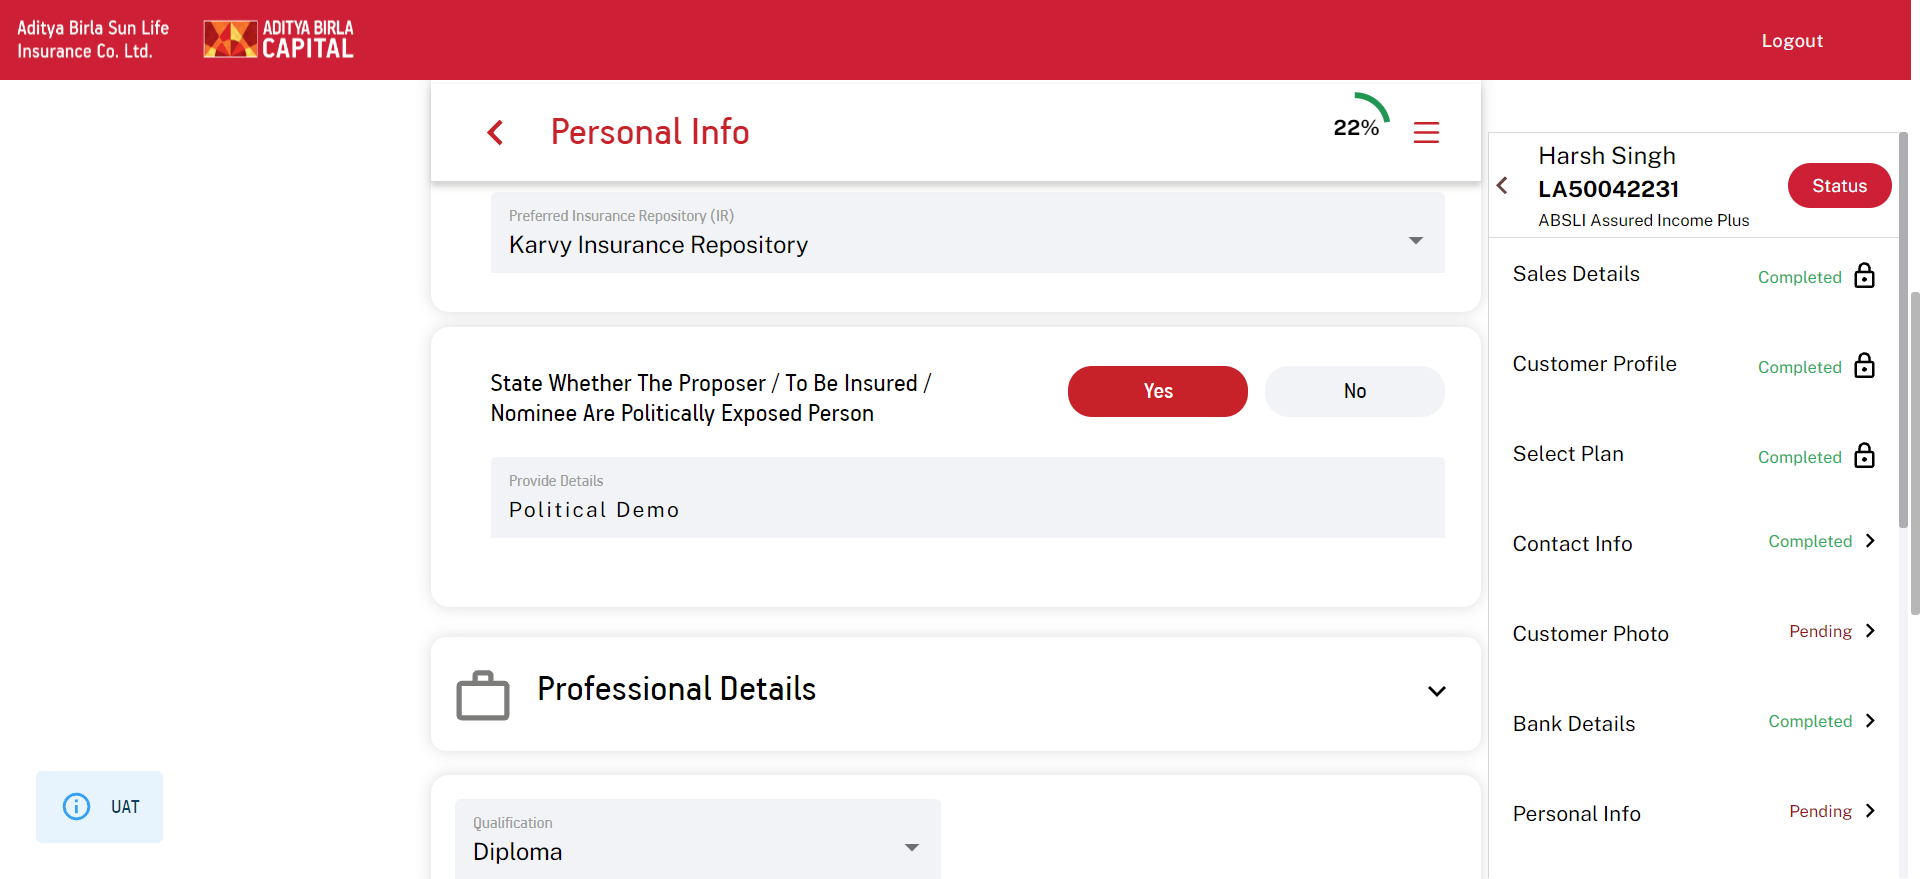 Aditya Birla Sun Life
Insurance Co. Ltd.
ADITYA BIRLA
CAPITAL
Logout
Personal Info
22%
Preferred Insurance Repository (IR)
Karvy Insurance Repository
State Whether The Proposer / To Be Insured /
Nominee Are Politically Exposed Person
Yes
No
Provide Details
Political Demo
Professional Details
Qualification
Diploma
UAT
Harsh Singh
LA50042231
ABSLI Assured Income Plus
Status
Sales Details
Completed
Customer Profile
Completed
Select Plan
Completed
Contact Info
Completed
Customer Photo
Pending
Bank Details
Completed
Personal Info
Pending